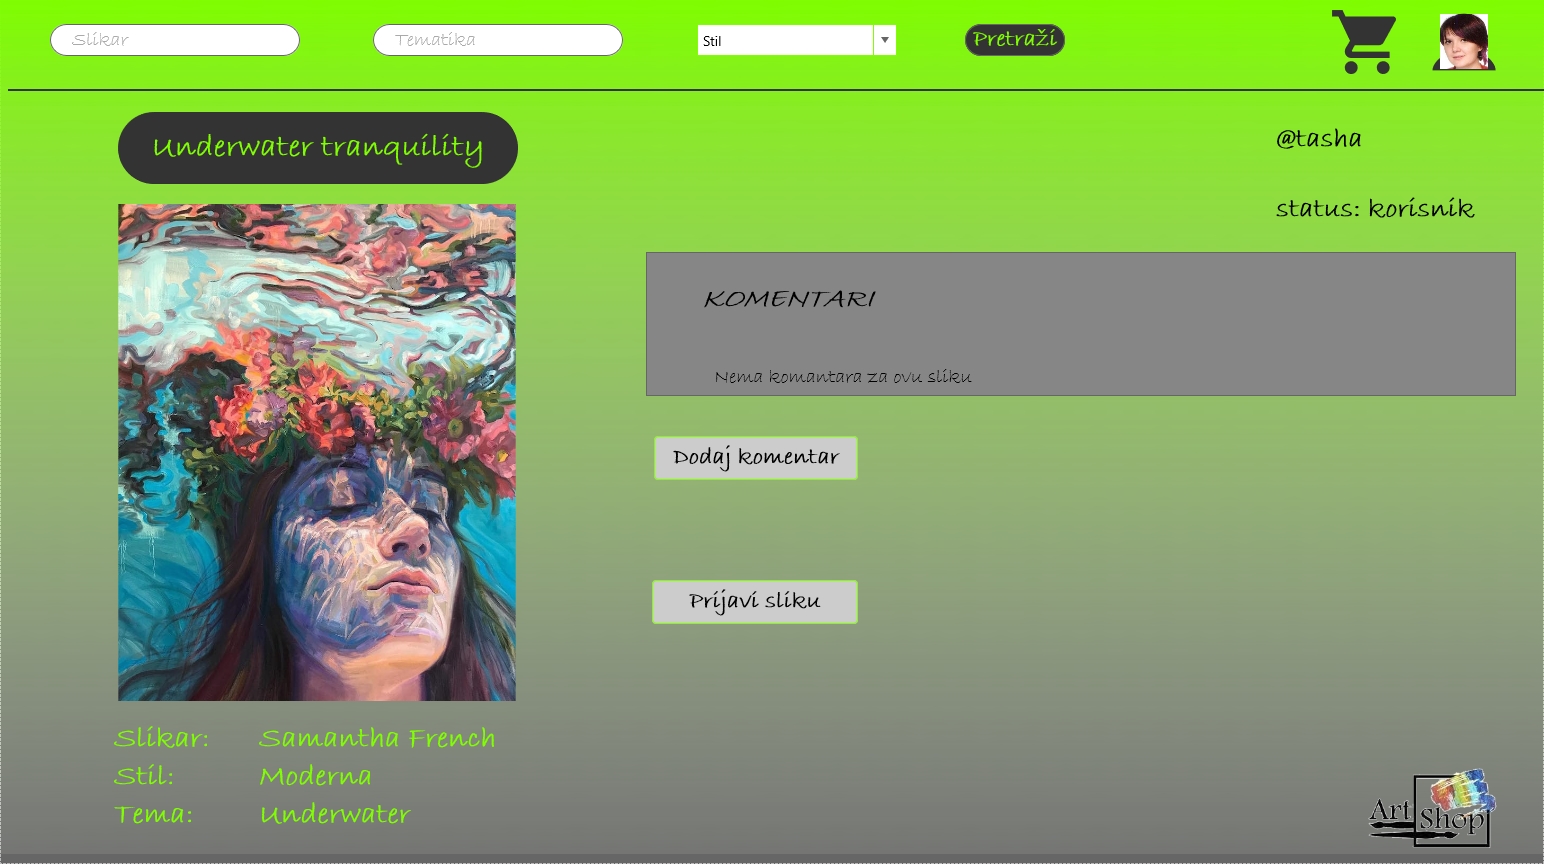 Slikar
Tematika
Stil
Pretraži
Underwater tranquility
@tasha
status: korisnik
KOMENTARI
Nema komantara za ovu sliku
Dodaj komentar
Prijavi sliku
Slikar: Samantha French
Stil: Moderna
Tema: Underwater
Art
Shop